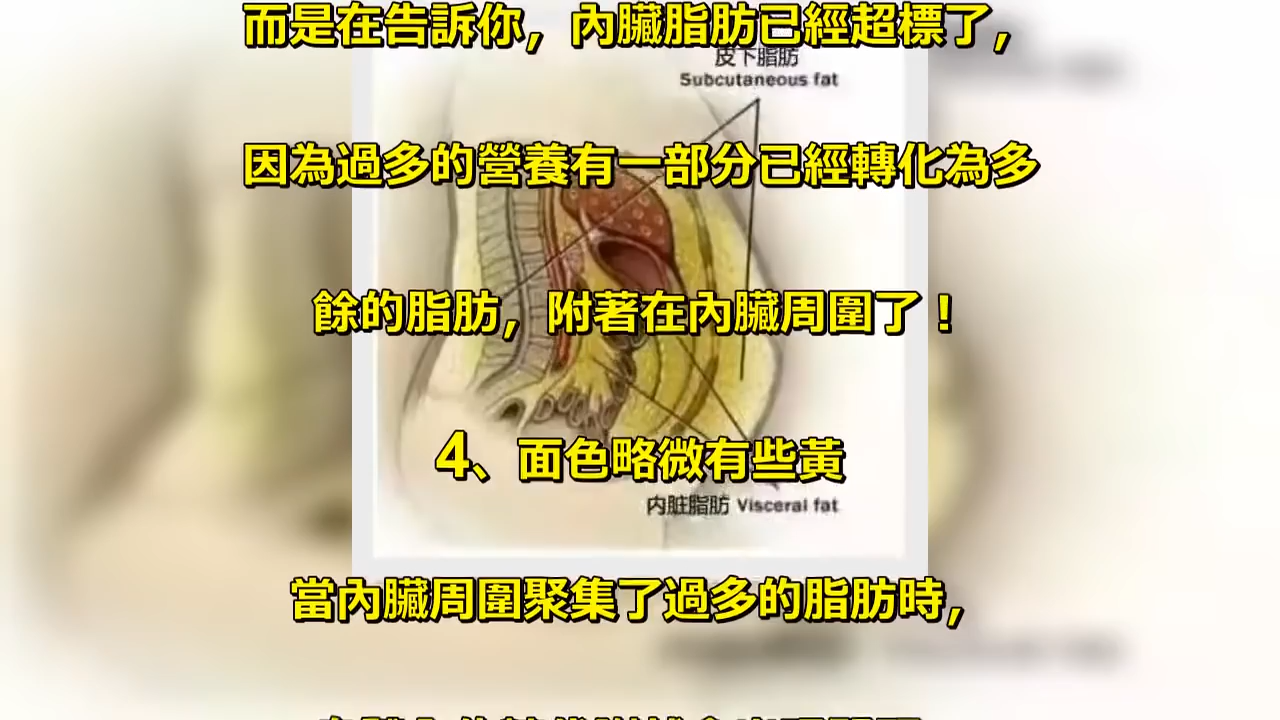 而是在告訴你，內臟脂肪已經超標了，
皮下脂肪
Subcutaneous fat
因為過多的營養有一部分已經轉化為多
餘的脂肪，附著在內臟周圍了！
4、面色略微有些黃
内脏脂肪 Visceral fat
當內臟周圍聚集了過多的脂肪時，